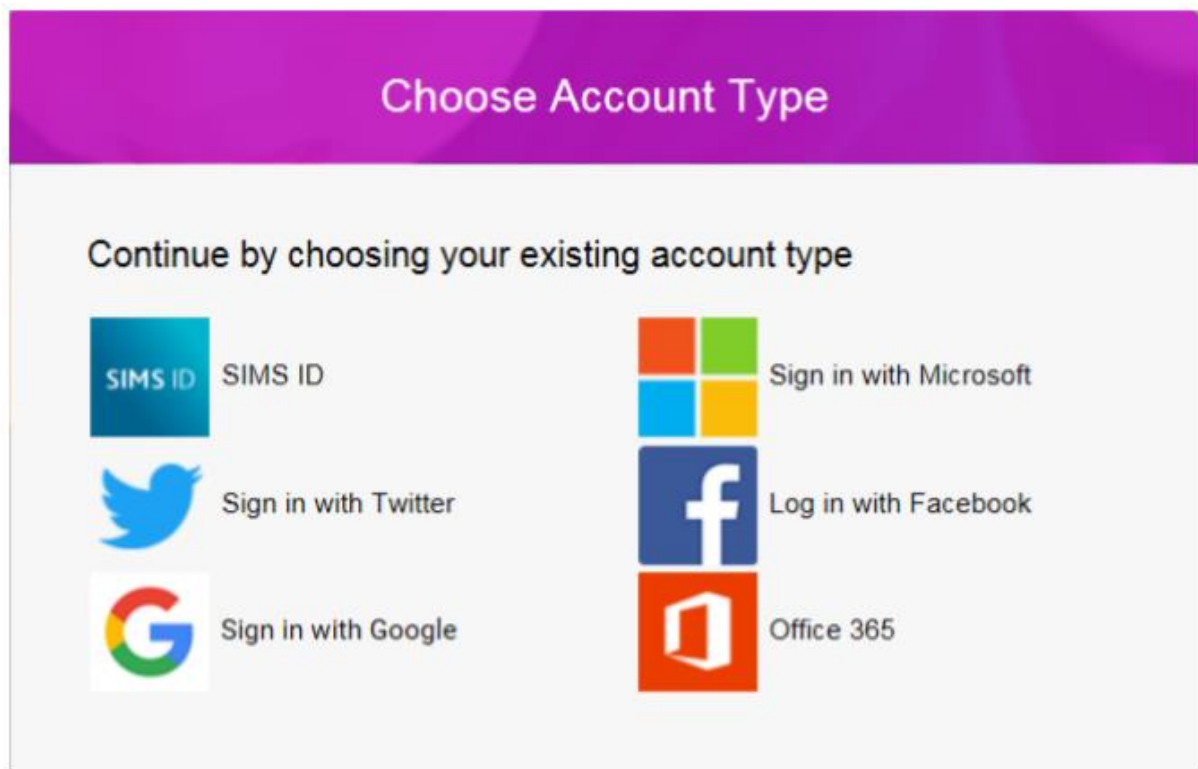 Choose Account Type
Continue by choosing your existing account type
SIMS ID SIMS ID
Sign in with Microsoft
Sign in with Twitter
Log in with Facebook
Sign in with Google
Office 365